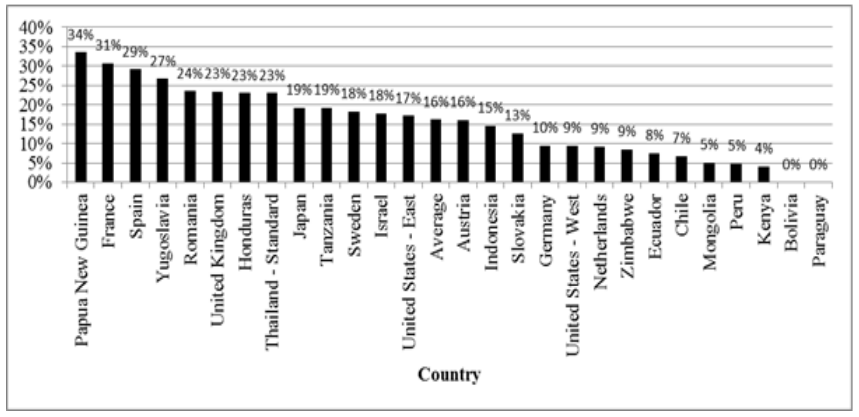 40%
35%
30%
25%
20%
15%
10%
5%
0%
34%
31%
29%
27%
24%
23%
23%
23%
19%
19%
18%
18%
17%
16%
16%
15%
13%
10%
9%
9%
9%
8%
7%
5%
5%
4%
0%
0%
Papua New Guinea
France
Spain
Yugoslavia
Romania
United Kingdom
Honduras
Thailand - Standard
Japan
Tanzania
Sweden
Israel
United States - East
Average
Austria
Indonesia
Slovakia
Germany
United States - West
Netherlands
Zimbabwe
Ecuador
Chile
Mongolia
Peru
Kenya
Bolivia
Paraguay
Country